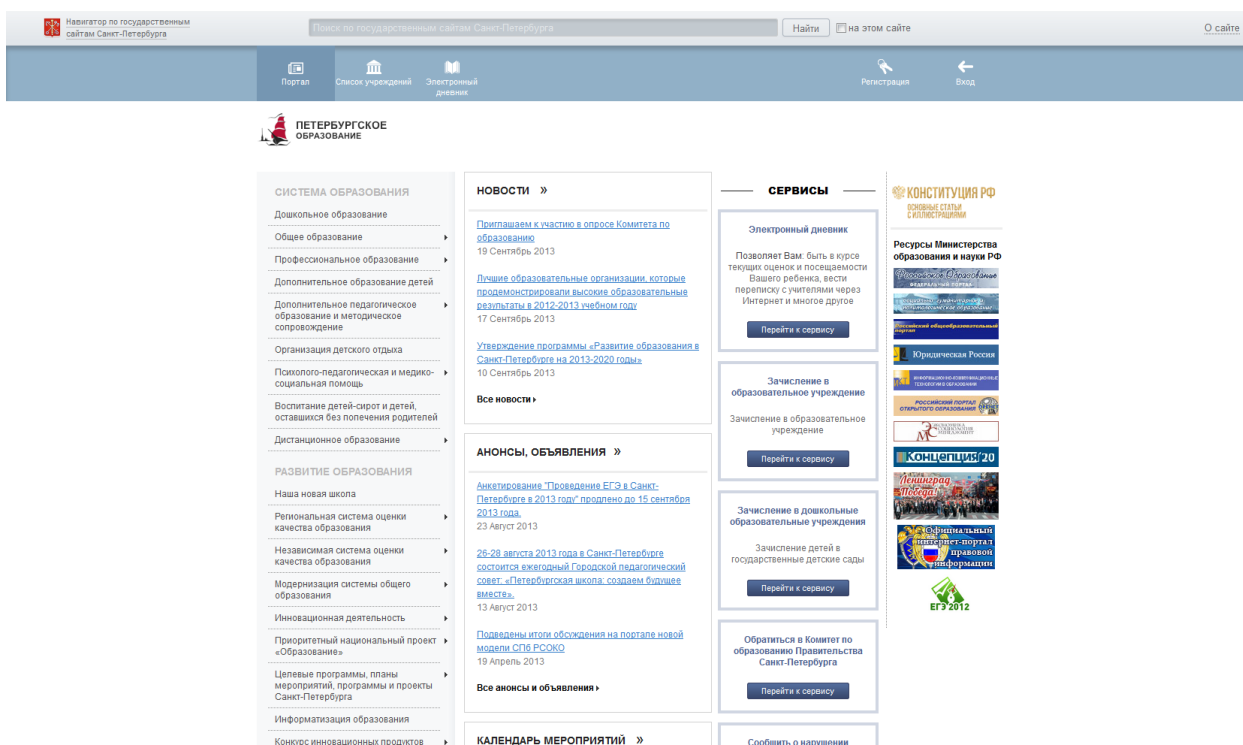 Навигатор по государственным
сайтам Санкт-Петербурга
Поиск по государственным сайтам Санкт-Петербурга
Найти
на этом сайте
О сайте
Портал
Список учреждений
Электронный
дневник
Регистрация
Вход
ПЕТЕРБУРГСКОЕ
ОБРАЗОВАНИЕ
СИСТЕМА ОБРАЗОВАНИЯ
Дошкольное образование
Общее образование
Профессиональное образование
Дополнительное образование детей
Дополнительное педагогическое
образование и методическое
сопровождение
Организация детского отдыха
Психолого-педагогическая и медико-
социальная помощь
Воспитание детей-сирот и детей,
оставшихся без попечения родителей
Дистанционное образование
РАЗВИТИЕ ОБРАЗОВАНИЯ
Наша новая школа
Региональная система оценки
качества образования
Независимая система оценки
качества образования
Модернизация системы общего
образования
Инновационная деятельность
Приоритетный национальный проект
«Образование»
Целевые программы, планы
мероприятий, программы и проекты
Санкт-Петербурга
Информатизация образования
Конкурс инновационных продуктов
НОВОСТИ »
Приглашаем к участию в опросе Комитета по
образованию
19 Сентябрь 2013
Лучшие образовательные организации, которые
продемонстрировали высокие образовательные
результаты в 2012-2013 учебном году
17 Сентябрь 2013
Утверждение программы «Развитие образования в
Санкт-Петербурге на 2013-2020 годы»
10 Сентябрь 2013
Все новости
АНОНСЫ, ОБЪЯВЛЕНИЯ »
Анкетирование "Проведение ЕГЭ в Санкт-
Петербурге в 2013 году" продлено до 15 сентября
2013 года.
23 Август 2013
26-28 августа 2013 года в Санкт-Петербурге
состоится ежегодный Городской педагогический
совет: «Петербургская школа: создаем будущее
вместе».
13 Август 2013
Подведены итоги обсуждения на портале новой
модели СПб РСОКО
19 Апрель 2013
Все анонсы и объявления
КАЛЕНДАРЬ МЕРОПРИЯТИЙ »
СЕРВИСЫ
Электронный дневник
Позволяет Вам: быть в курсе
текущих оценок и посещаемости
Вашего ребенка, вести
переписку с учителями через
Интернет и многое другое
Перейти к сервису
Зачисление в
образовательное учреждение
Зачисление в образовательное
учреждение
Перейти к сервису
Зачисление в дошкольные
образовательные учреждения
Зачисление детей в
государственные детские сады
Перейти к сервису
Обратиться в Комитет по
образованию Правительства
Санкт-Петербурга
Перейти к сервису
Сообщить о нарушении
КОНСТИТУЦИЯ РФ
ОСНОВНЫЕ СТАТЬИ
С ИЛЛЮСТРАЦИЯМИ
Ресурсы Министерства
образования и науки РФ
Российское Образование
ФЕДЕРАЛЬНЫЙ ПОРТАЛ
Российский общеобразовательный
портал
Юридическая Россия
ИНФОРМАЦИОННО-КОММУНИКАЦИОННЫЕ
ТЕХНОЛОГИИ В ОБРАЗОВАНИИ
РОССИЙСКИЙ ПОРТАЛ
ОТКРЫТОГО ОБРАЗОВАНИЯ
КОНЦЕПЦИЯ 20
Ленинград
Победа!
Официальный
интернет-портал
правовой
информации
ЕГЭ 2012